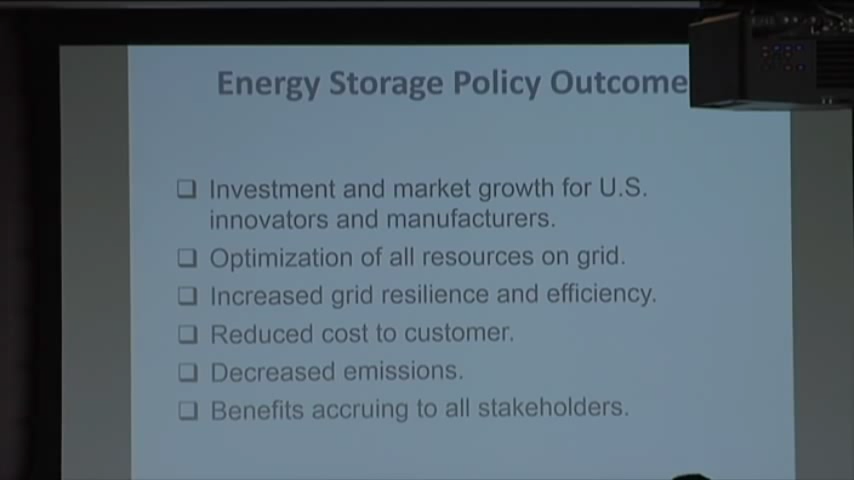 Energy Storage Policy Outcome
❑ Investment and market growth for U.S.
innovators and manufacturers.
❑ Optimization of all resources on grid.
❑ Increased grid resilience and efficiency.
❑ Reduced cost to customer.
❑ Decreased emissions.
❑ Benefits accruing to all stakeholders.